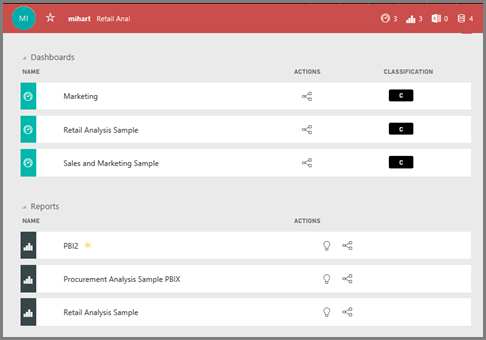 MI mihart Retail Anal 3 3 0 4
Dashboards
NAME ACTIONS CLASSIFICATION
Marketing C
Retail Analysis Sample C
Sales and Marketing Sample C
Reports
NAME ACTIONS
PBI2
Procurement Analysis Sample PBIX
Retail Analysis Sample